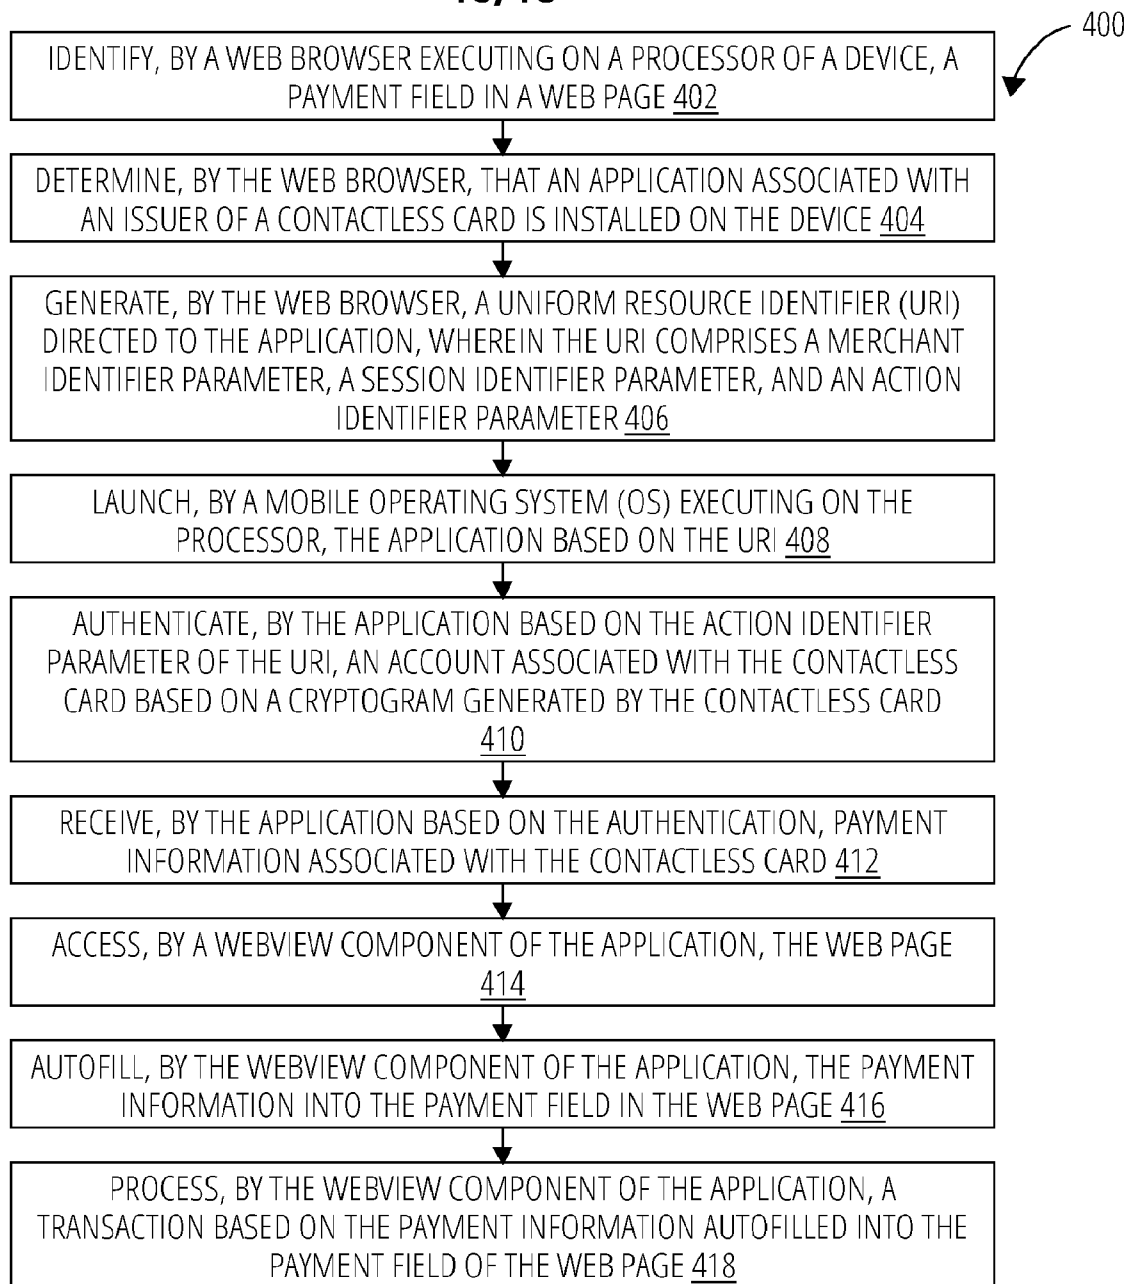 400
IDENTIFY, BY A WEB BROWSER EXECUTING ON A PROCESSOR OF A DEVICE, A
PAYMENT FIELD IN A WEB PAGE 402
DETERMINE, BY THE WEB BROWSER, THAT AN APPLICATION ASSOCIATED WITH
AN ISSUER OF A CONTACTLESS CARD IS INSTALLED ON THE DEVICE 404
GENERATE, BY THE WEB BROWSER, A UNIFORM RESOURCE IDENTIFIER (URI)
DIRECTED TO THE APPLICATION, WHEREIN THE URI COMPRISES A MERCHANT
IDENTIFIER PARAMETER, A SESSION IDENTIFIER PARAMETER, AND AN ACTION
IDENTIFIER PARAMETER 406
LAUNCH, BY A MOBILE OPERATING SYSTEM (OS) EXECUTING ON THE
PROCESSOR, THE APPLICATION BASED ON THE URI 408
AUTHENTICATE, BY THE APPLICATION BASED ON THE ACTION IDENTIFIER
PARAMETER OF THE URI, AN ACCOUNT ASSOCIATED WITH THE CONTACTLESS
CARD BASED ON A CRYPTOGRAM GENERATED BY THE CONTACTLESS CARD
410
RECEIVE, BY THE APPLICATION BASED ON THE AUTHENTICATION, PAYMENT
INFORMATION ASSOCIATED WITH THE CONTACTLESS CARD 412
ACCESS, BY A WEBVIEW COMPONENT OF THE APPLICATION, THE WEB PAGE
414
AUTOFILL, BY THE WEBVIEW COMPONENT OF THE APPLICATION, THE PAYMENT
INFORMATION INTO THE PAYMENT FIELD IN THE WEB PAGE 416
PROCESS, BY THE WEBVIEW COMPONENT OF THE APPLICATION, A
TRANSACTION BASED ON THE PAYMENT INFORMATION AUTOFILLED INTO THE
PAYMENT FIELD OF THE WEB PAGE 418